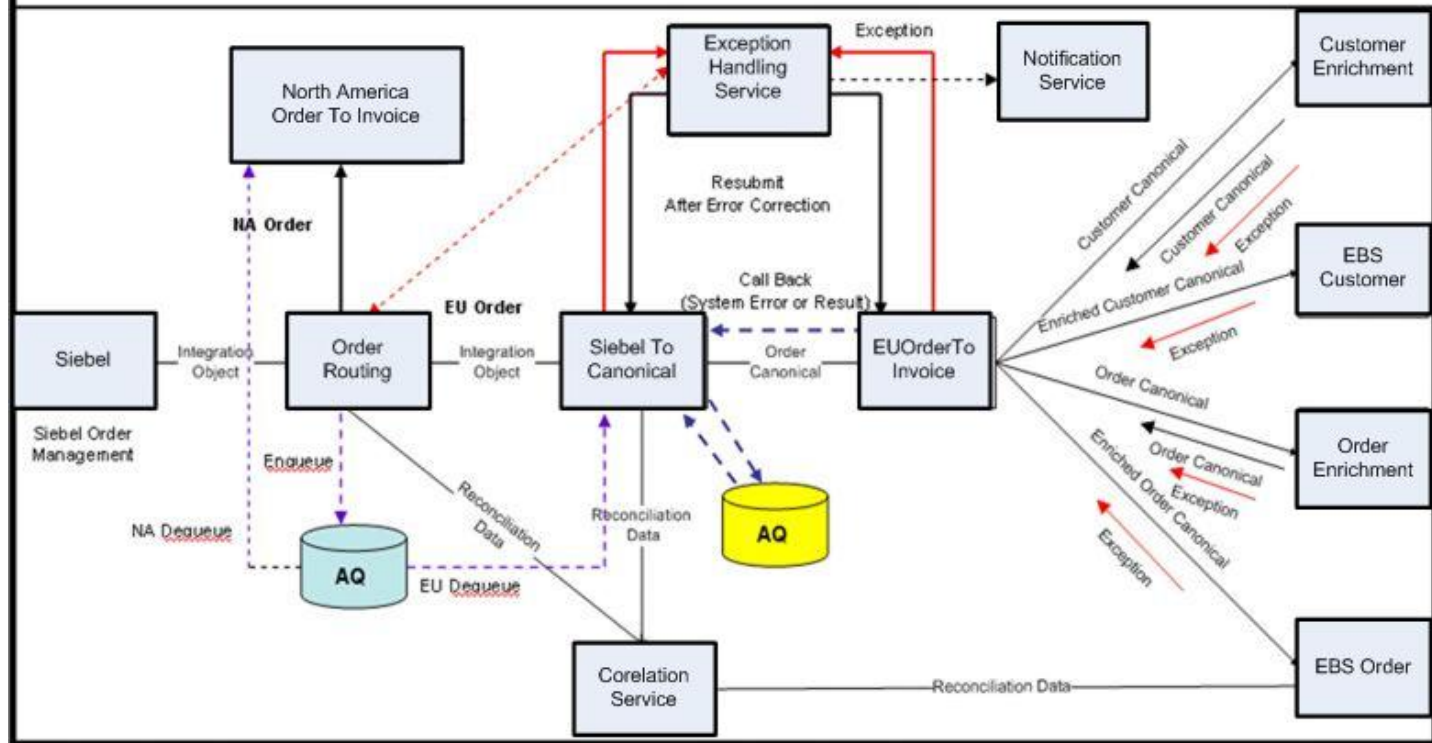 Exception
Handling
Service
Exception
Notification
Service
Customer
Enrichment
North America
Order To Invoice
Resubmit
After Error Correction
Customer Canonical
Customer Canonical
Exception
NA Order
EU Order
Call Back
(System Error or Result)
Enriched Customer Canonical
EBS
Customer
Exception
Siebel
Integration
Object
Order
Routing
Integration
Object
Siebel To
Canonical
Order
Canonical
EUOrderTo
Invoice
Order Canonical
Siebel Order
Management
Enqueue
Enriched Order Canonical
Order Canonical
Exception
Order
Enrichment
NA Dequeue
AQ
EU Dequeue
Reconciliation
Data
Reconciliation
Data
AQ
Exception
Corelation
Service
Reconciliation Data
EBS Order